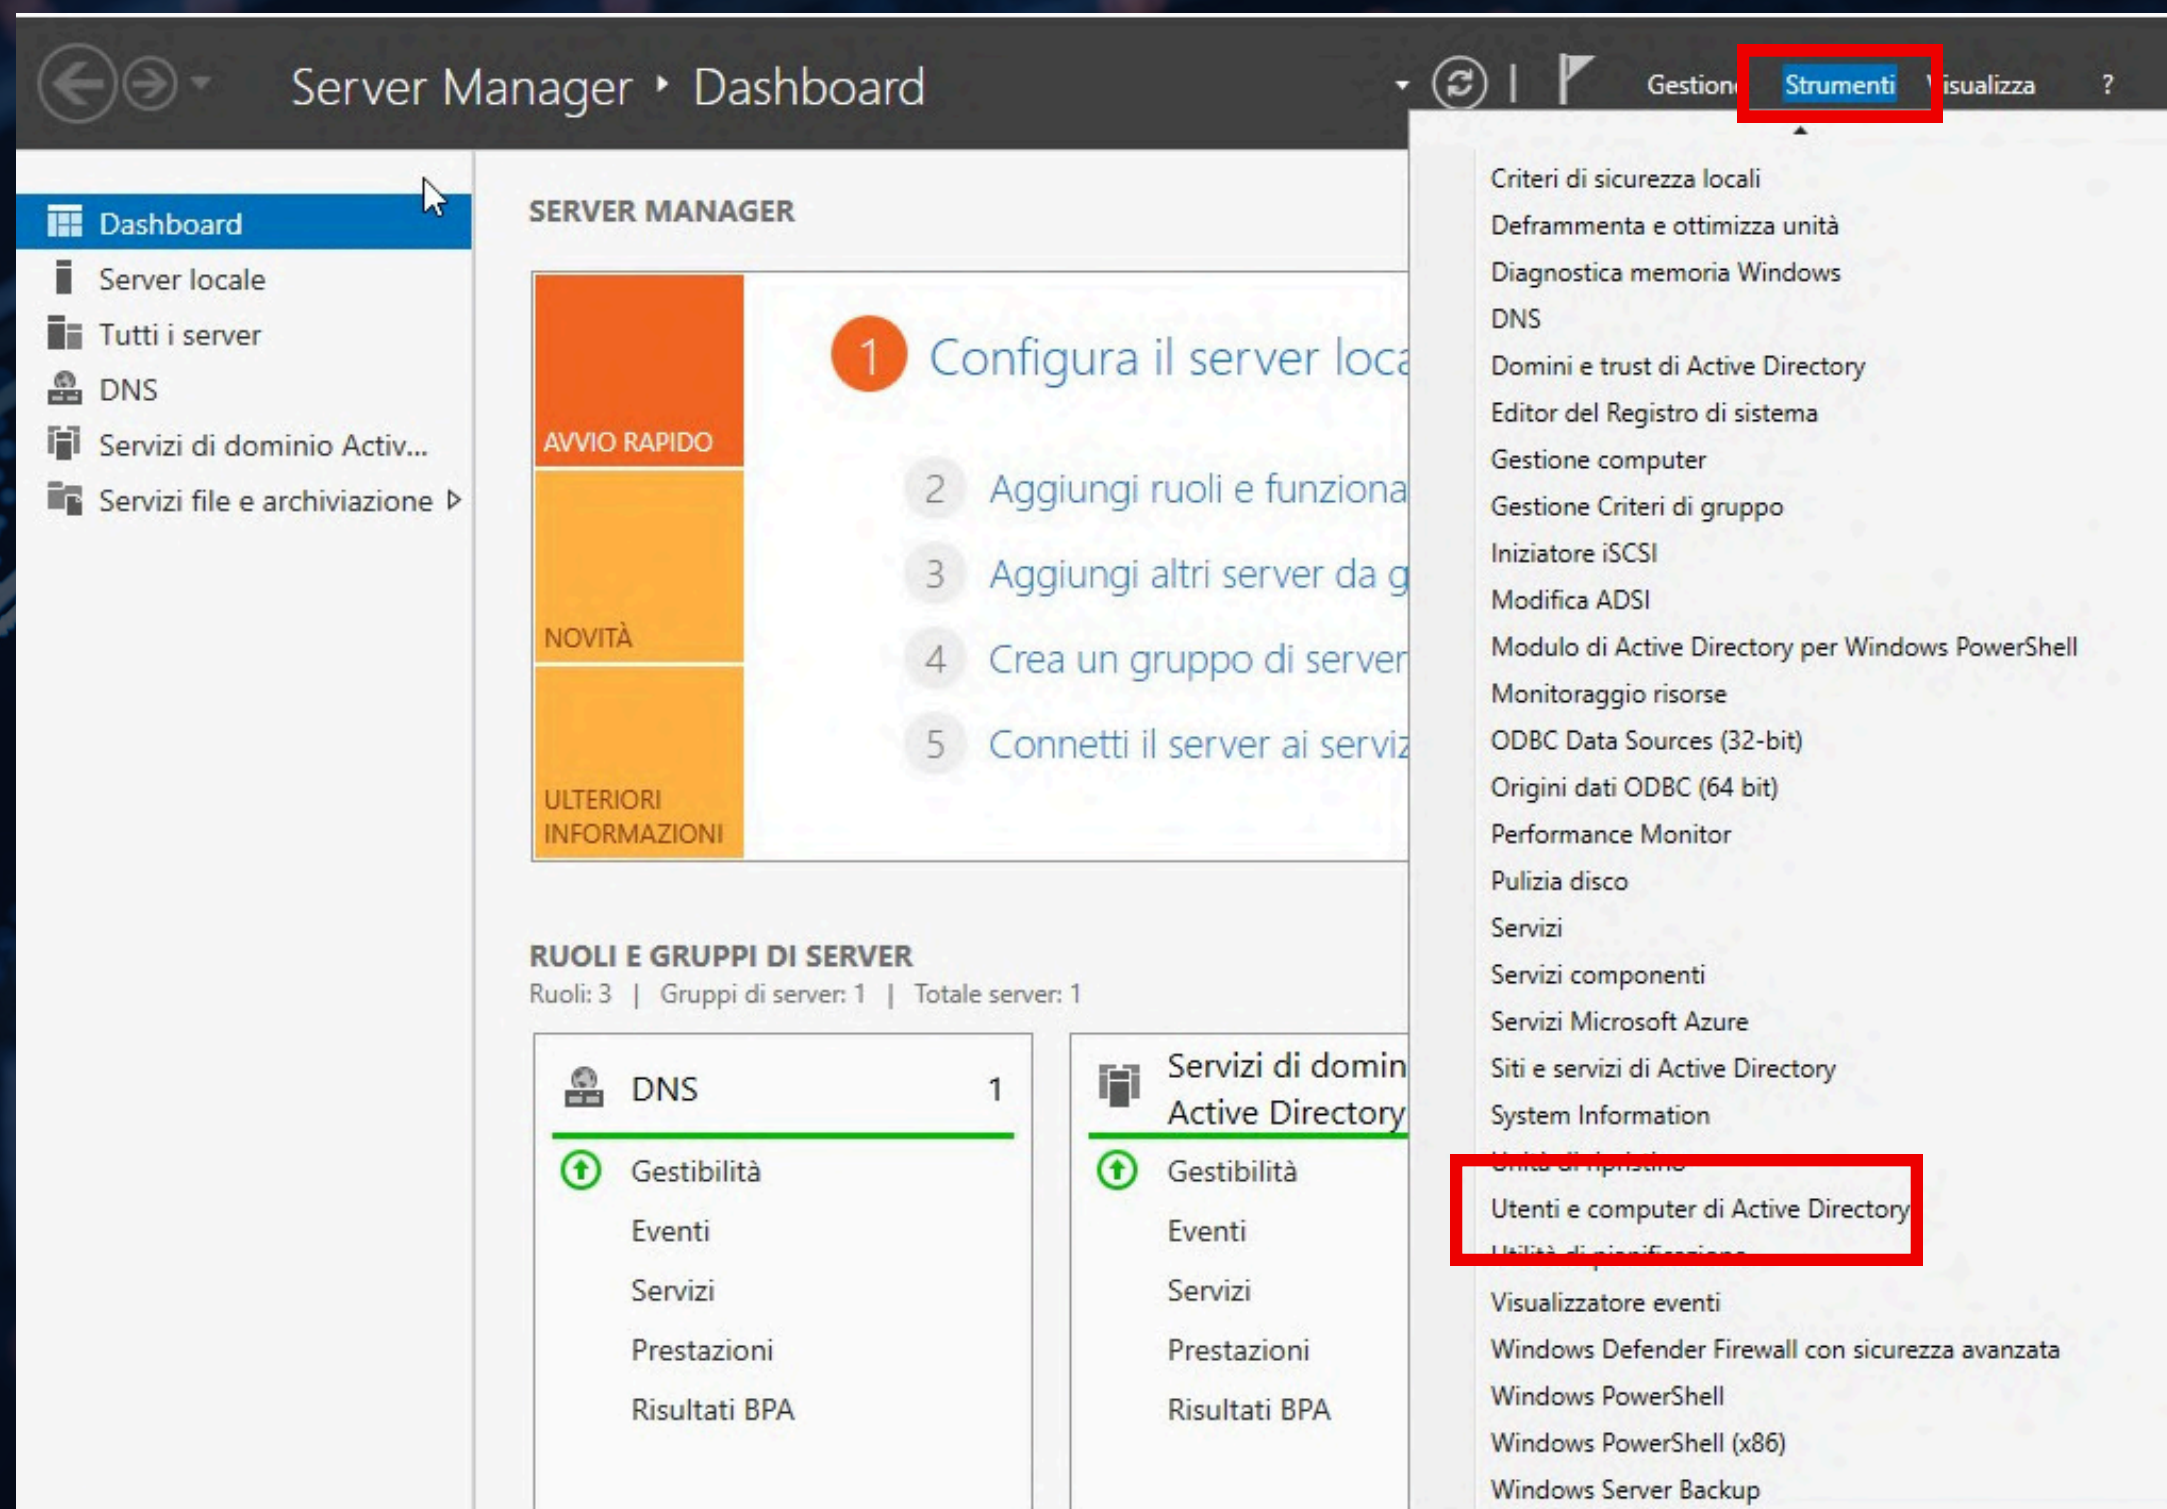 Server Manager ‣ Dashboard
Gestione Strumenti Visualizza ?
Dashboard
Server locale
Tutti i server
DNS
Servizi di dominio Activ...
Servizi file e archiviazione
SERVER MANAGER
AVVIO RAPIDO
NOVITÀ
ULTERIORI
INFORMAZIONI
1 Configura il server loca
2 Aggiungi ruoli e funziona
3 Aggiungi altri server da g
4 Crea un gruppo di server
5 Connetti il server ai serviz
RUOLI E GRUPPI DI SERVER
Ruoli: 3 | Gruppi di server: 1 | Totale server: 1
DNS 1
Gestibilità
Eventi
Servizi
Prestazioni
Risultati BPA
Servizi di domin
Active Directory
Gestibilità
Eventi
Servizi
Prestazioni
Risultati BPA
Criteri di sicurezza locali
Deframmenta e ottimizza unità
Diagnostica memoria Windows
DNS
Domini e trust di Active Directory
Editor del Registro di sistema
Gestione computer
Gestione Criteri di gruppo
Iniziatore iSCSI
Modifica ADSI
Modulo di Active Directory per Windows PowerShell
Monitoraggio risorse
ODBC Data Sources (32-bit)
Origini dati ODBC (64 bit)
Performance Monitor
Pulizia disco
Servizi
Servizi componenti
Servizi Microsoft Azure
Siti e servizi di Active Directory
System Information
Unità di ripristino
Utenti e computer di Active Directory
Utilità di pianificazione
Visualizzatore eventi
Windows Defender Firewall con sicurezza avanzata
Windows PowerShell
Windows PowerShell (x86)
Windows Server Backup